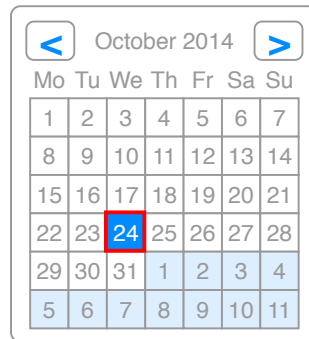 < October 2014 >
Mo Tu We Th Fr Sa Su
1 2 3 4 5 6 7
8 9 10 11 12 13 14
15 16 17 18 19 20 21
22 23 24 25 26 27 28
29 30 31 1 2 3 4
5 6 7 8 9 10 11